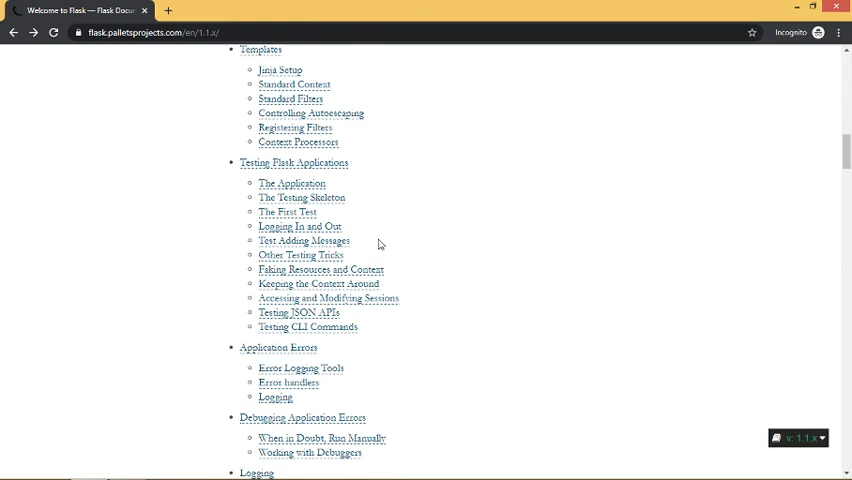 Welcome to Flask — Flask Docum
flask.palletsprojects.com/en/1.1.x/
Incognito
Templates
Jinja Setup
Standard Context
Standard Filters
Controlling Autoescaping
Registering Filters
Context Processors
Testing Flask Applications
The Application
The Testing Skeleton
The First Test
Logging In and Out
Test Adding Messages
Other Testing Tricks
Faking Resources and Context
Keeping the Context Around
Accessing and Modifying Sessions
Testing JSON APIs
Testing CLI Commands
Application Errors
Error Logging Tools
Error handlers
Logging
Debugging Application Errors
When in Doubt, Run Manually
Working with Debuggers
Logging
v: 1.1.x